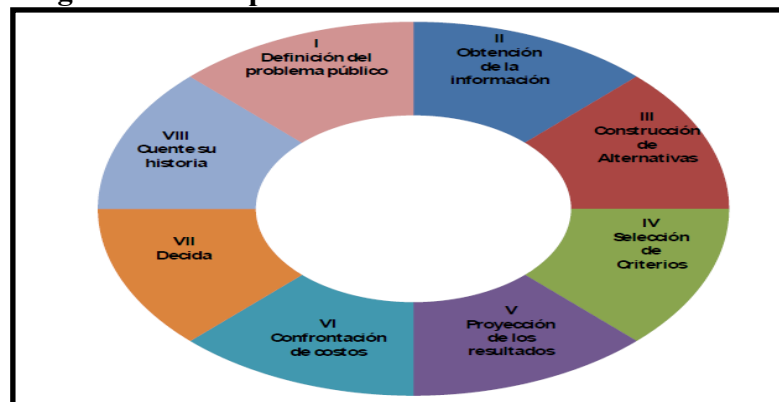 I
Definición del
problema público
II
Obtención
de la
información
III
Construcción
de
Alternativas
IV
Selección
de
Criterios
V
Proyección
de los
resultados
VI
Confrontación
de costos
VII
Decida
VIII
Cuente su
historia